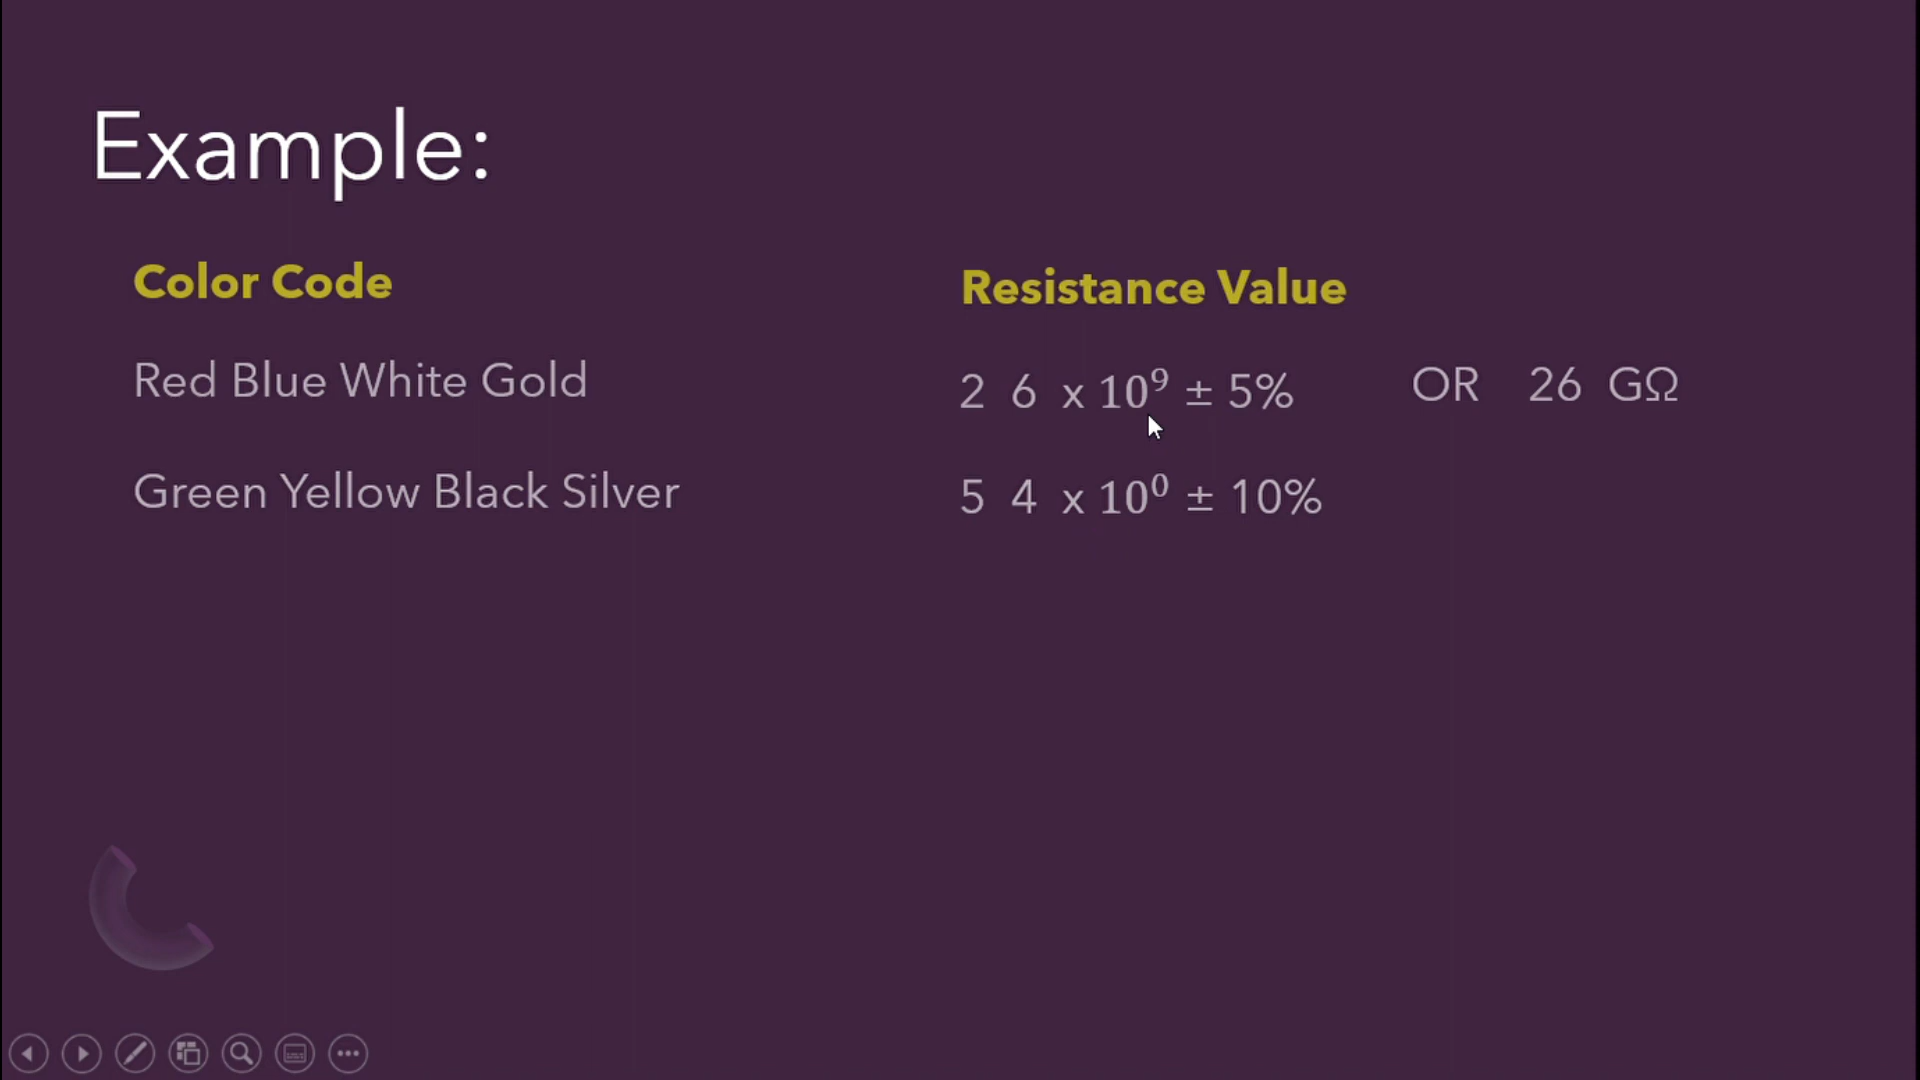 Example:
Color Code
Resistance Value
Red Blue White Gold
2 6 x 10⁹ ± 5% OR 26 GΩ
Green Yellow Black Silver
5 4 x 10⁰ ± 10%